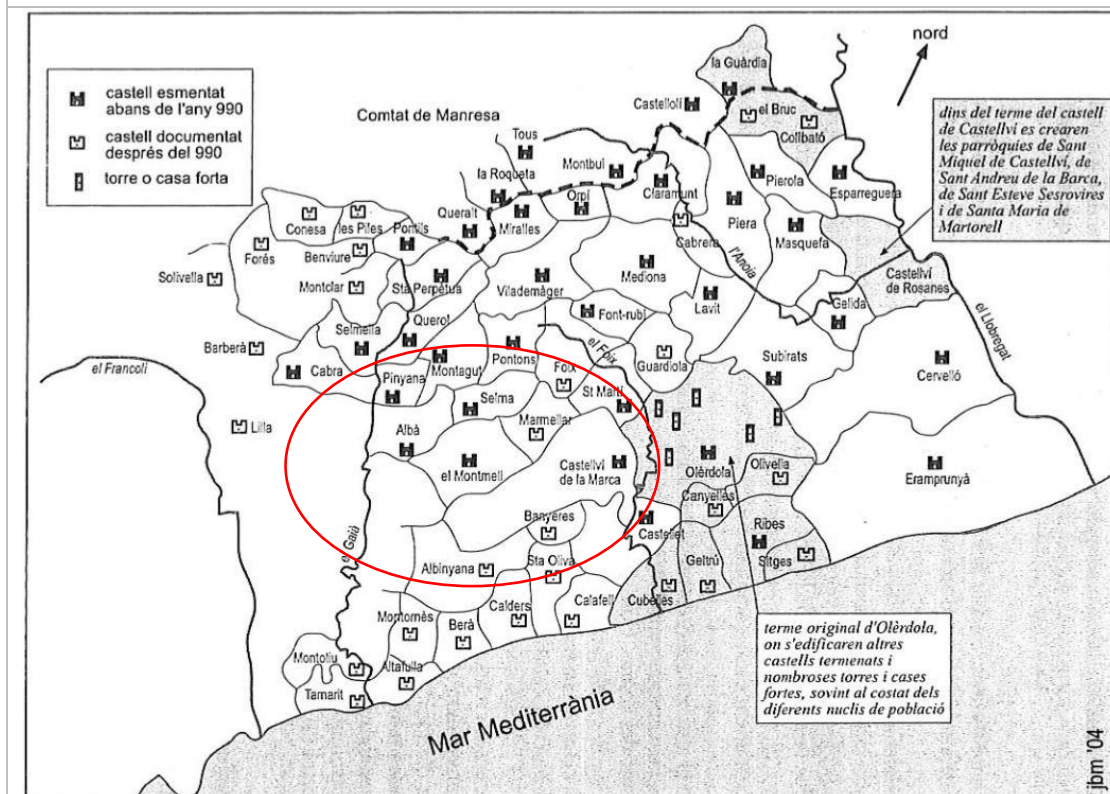 castell esmentat
abans de l'any 990
castell documentat
després del 990
torre o casa forta
nord
dins del terme del castell
de Castellví es crearen
les parròquies de Sant
Miquel de Castellví, de
Sant Andreu de la Barca,
de Sant Esteve Sesrovires
i de Santa Maria de
Martorell
Comtat de Manresa
la Guàrdia
Castellolí
el Bruc
Collbató
Tous
Montbui
la Roqueta
Claramunt
Pierola
Esparreguera
Orpí
Queralt
Miralles
Piera
Conesa
les Piles
Pontils
Cabrera
Masquefa
Forés
Benviure
l'Anoia
Solivella
Montclar
Sta Perpètua
Vilademàger
Mediona
Castellví
de Rosanes
Gelida
Lavit
Font-rubí
Selmella
Querol
el Llobregat
Barberà
el Foix
Subirats
Cervelló
el Francolí
Cabra
Pinyana
Montagut
Pontons
Foix
Guardiola
St Martí
Selma
Marmellar
Lilla
Albà
el Montmell
Castellví
de la Marca
Olèrdola
Olivella
Eramprunyà
Canyelles
Banyeres
Castellet
Ribes
el Gaià
Albinyana
Sta Oliva
Geltrú
Sitges
Cubelles
Montornès
Berà
Calders
Calafell
Montoliu
Altafulla
Tamarit
terme original d'Olèrdola,
on s'edificaren altres
castells termenats i
nombroses torres i cases
fortes, sovint al costat dels
diferents nuclis de població
Mar Mediterrània
jbm '04